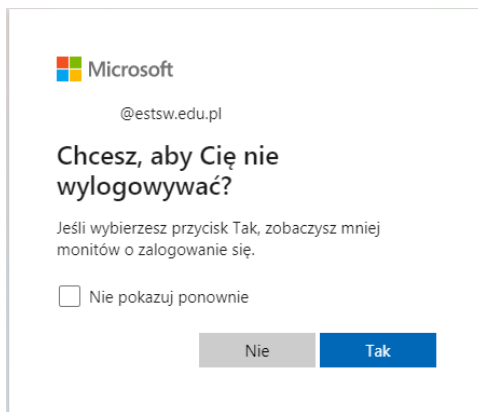 Microsoft
@estsw.edu.pl
Chcesz, aby Cię nie
wylogowywać?
Jeśli wybierzesz przycisk Tak, zobaczysz mniej
monitów o zalogowanie się.
Nie pokazuj ponownie
Nie Tak